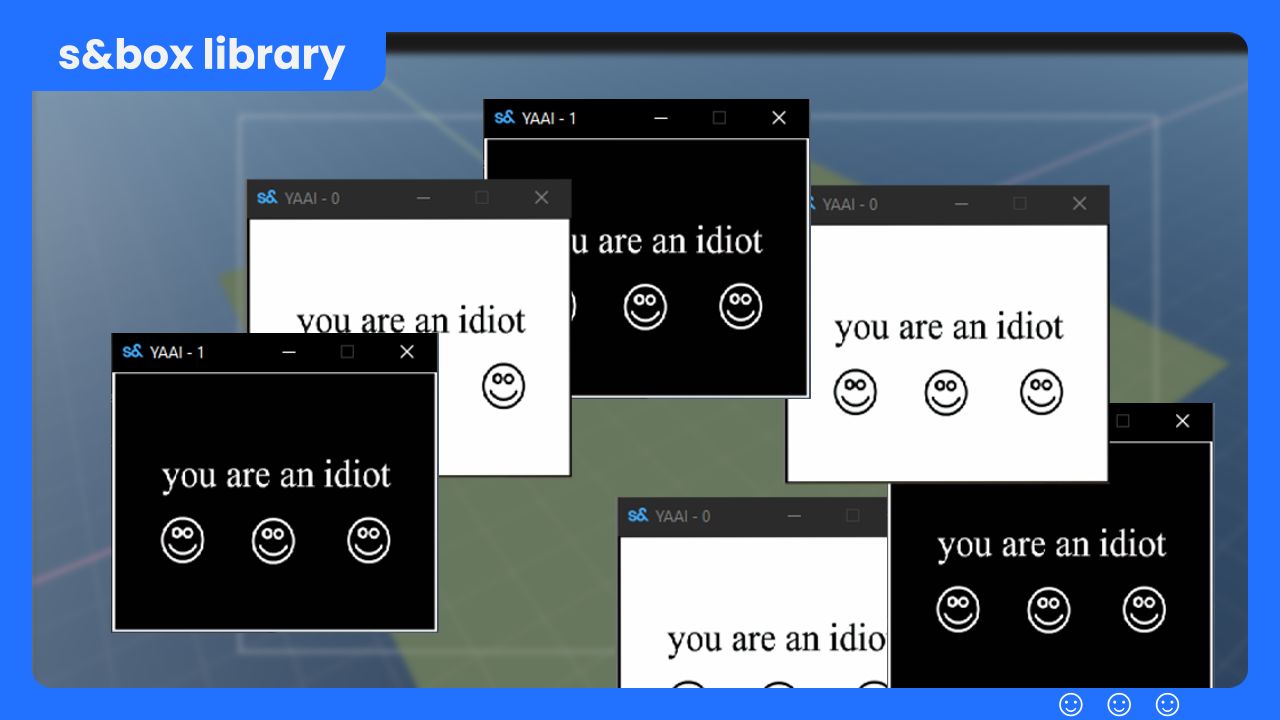 s&box library
s& YAAI - 1
s& YAAI - 0
YAAI - 0
u are an idiot
you are an idiot
you are an idiot
s& YAAI - 1
you are an idiot
s& YAAI - 0
you are an idiot
you are an idio